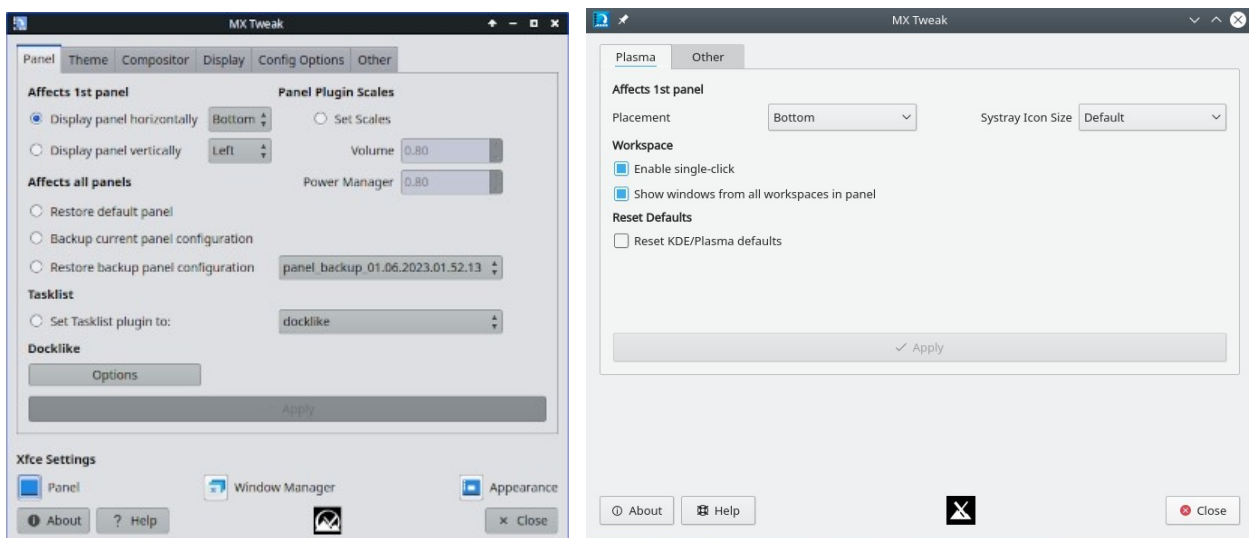 MX Tweak
Panel Theme Compositor Display Config Options Other
Affects 1st panel Panel Plugin Scales
Display panel horizontally Bottom Set Scales
Display panel vertically Left Volume 0.80
Affects all panels Power Manager 0.80
Restore default panel
Backup current panel configuration
Restore backup panel configuration panel_backup_01.06.2023.01.52.13
Tasklist
Set Tasklist plugin to: docklike
Docklike
Options
Apply
Xfce Settings
Panel Window Manager Appearance
About ? Help × Close
MX Tweak
Plasma Other
Affects 1st panel
Placement Bottom Systray Icon Size Default
Workspace
Enable single-click
Show windows from all workspaces in panel
Reset Defaults
Reset KDE/Plasma defaults
Apply
About Help Close